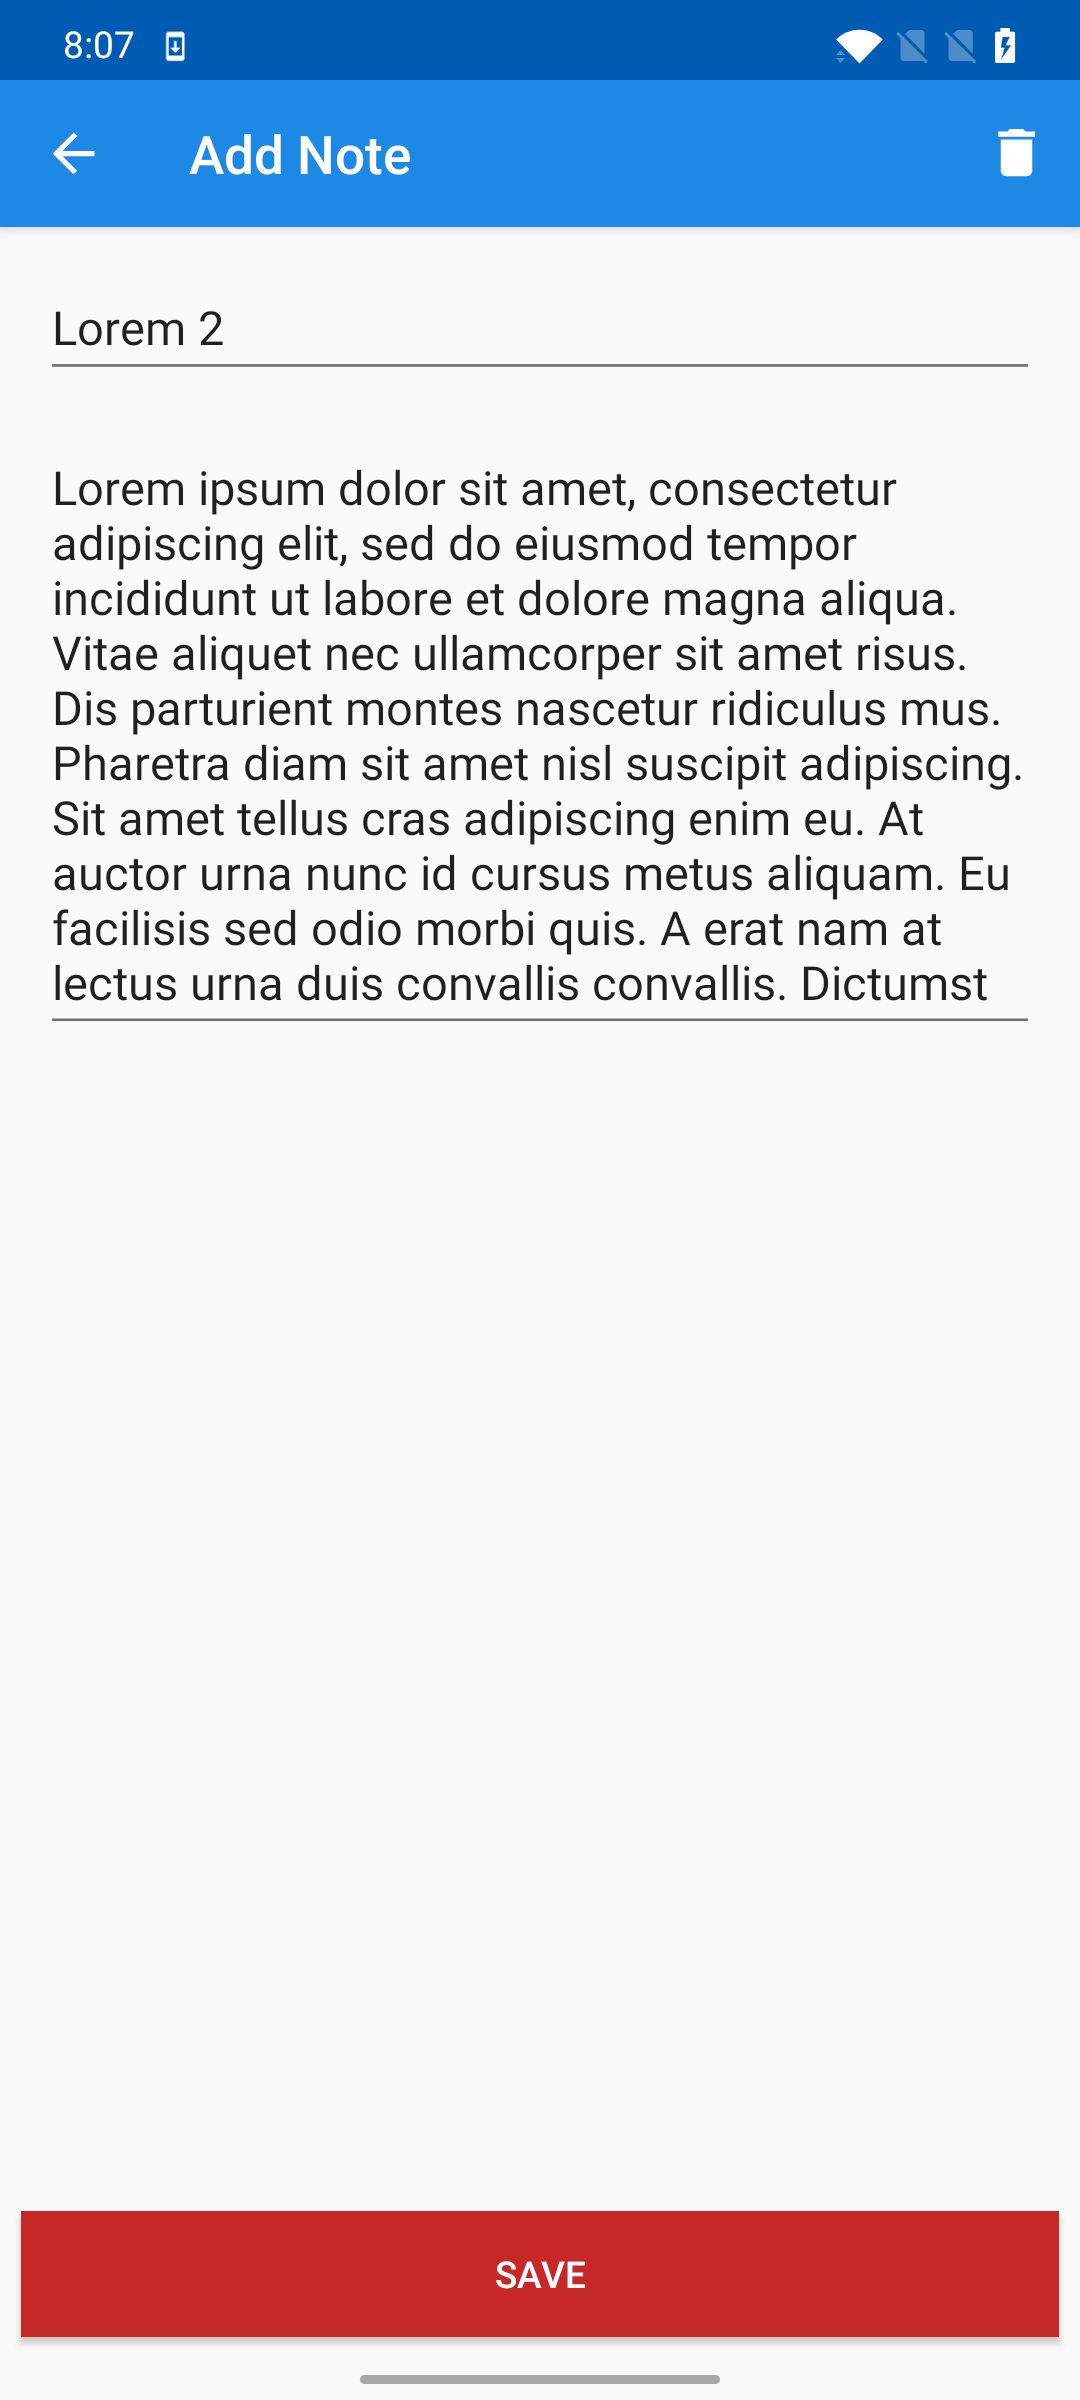 8:07
Add Note
Lorem 2
Lorem ipsum dolor sit amet, consectetur
adipiscing elit, sed do eiusmod tempor
incididunt ut labore et dolore magna aliqua.
Vitae aliquet nec ullamcorper sit amet risus.
Dis parturient montes nascetur ridiculus mus.
Pharetra diam sit amet nisl suscipit adipiscing.
Sit amet tellus cras adipiscing enim eu. At
auctor urna nunc id cursus metus aliquam. Eu
facilisis sed odio morbi quis. A erat nam at
lectus urna duis convallis convallis. Dictumst
SAVE